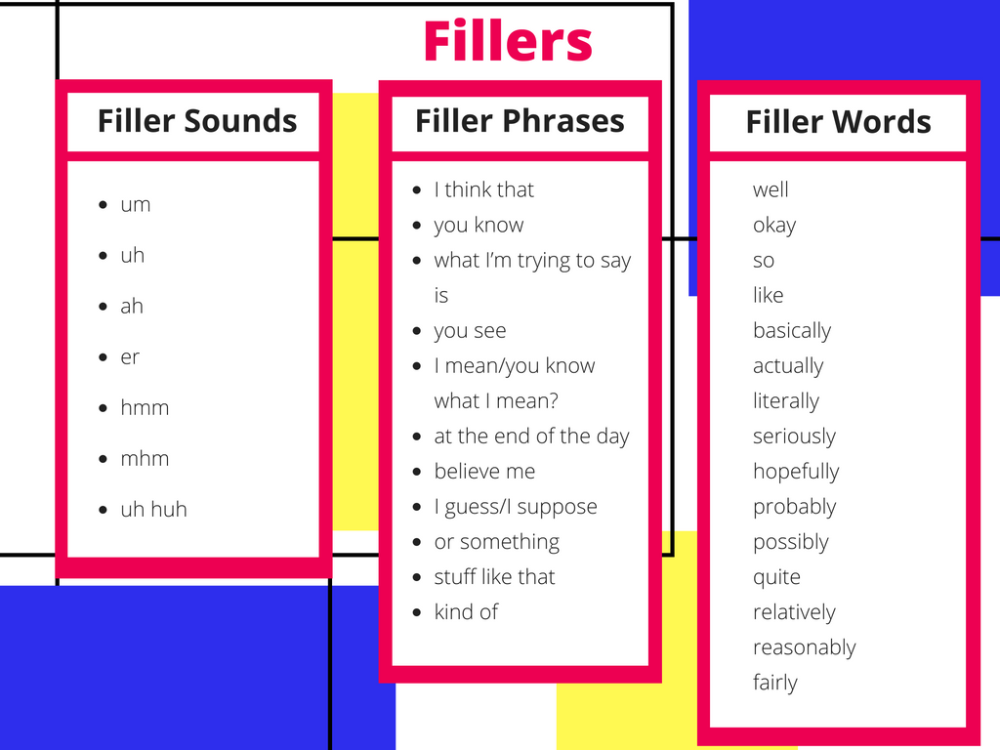 Fillers
Filler Sounds
• um
• uh
• ah
• er
• hmm
• mhm
• uh huh
Filler Phrases
• I think that
• you know
• what I’m trying to say
is
• you see
• I mean/you know
what I mean?
• at the end of the day
• believe me
• I guess/I suppose
• or something
• stuff like that
• kind of
Filler Words
well
okay
so
like
basically
actually
literally
seriously
hopefully
probably
possibly
quite
relatively
reasonably
fairly